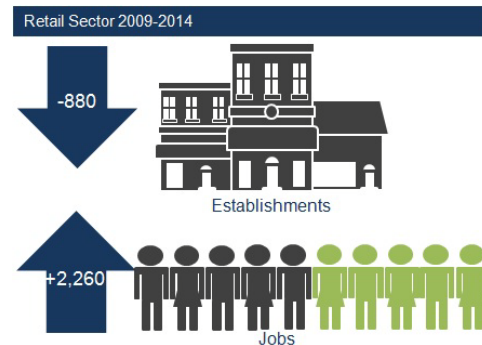 Retail Sector 2009-2014
-880
Establishments
+2,260
Jobs